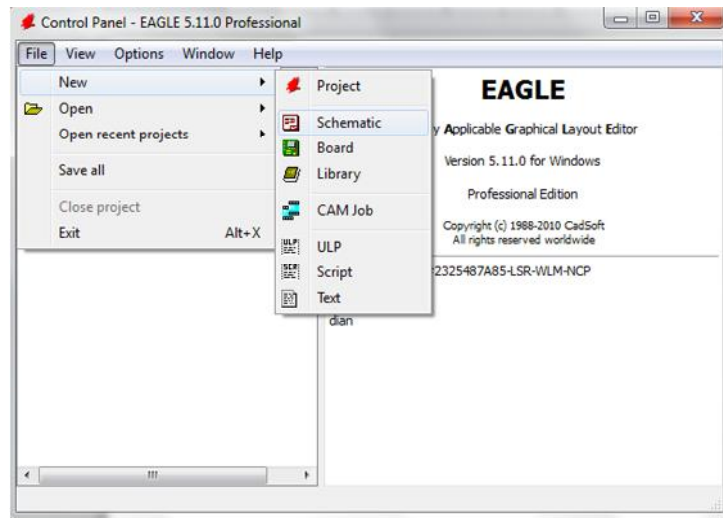 Control Panel - EAGLE 5.11.0 Professional
File View Options Window Help
New
Open
Open recent projects
Save all
Close project
Exit Alt+X
Project
Schematic
Board
Library
CAM Job
ULP
Script
Text
EAGLE
y Applicable Graphical Layout Editor
Version 5.11.0 for Windows
Professional Edition
Copyright (c) 1988-2010 CadSoft
All rights reserved worldwide
2325487A85-LSR-WLM-NCP
dian